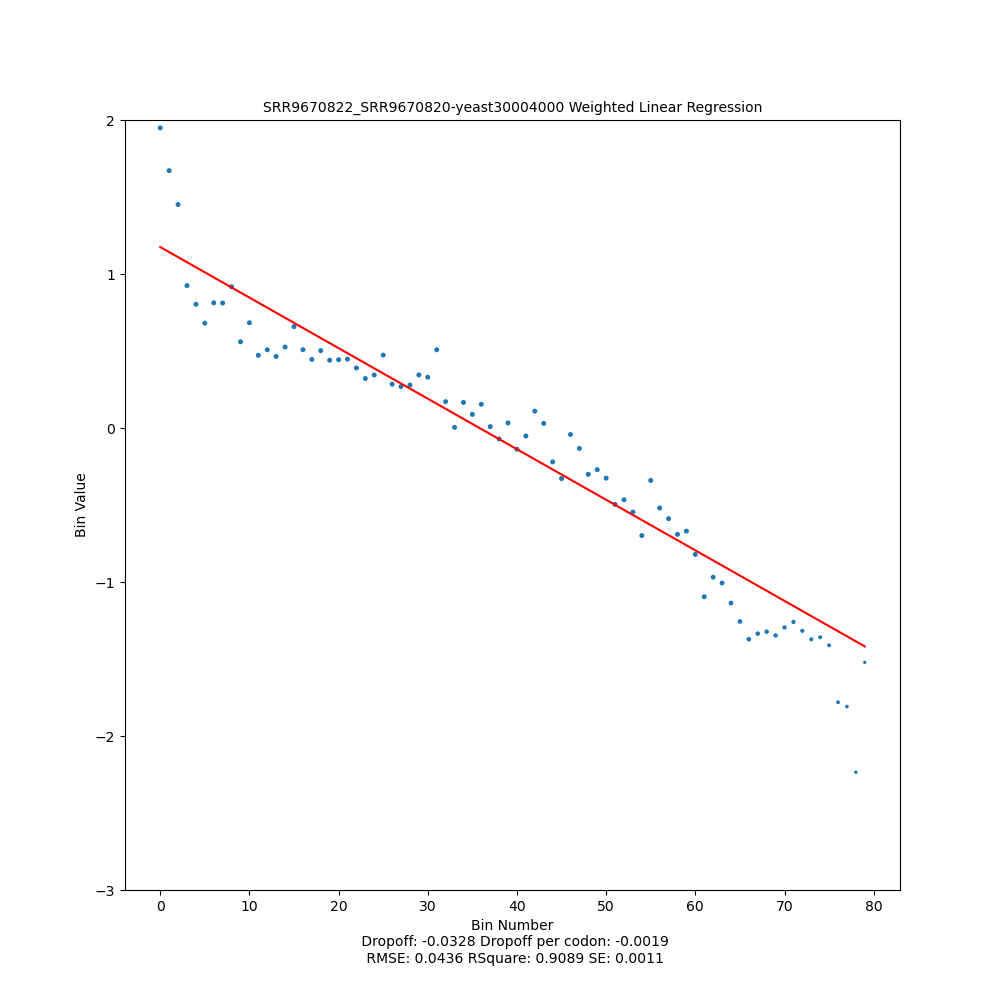 SRR9670822_SRR9670820-yeast30004000 Weighted Linear Regression
2
1
0
−1
−2
−3
Bin Value
0 10 20 30 40 50 60 70 80
Bin Number
Dropoff: -0.0328 Dropoff per codon: -0.0019
RMSE: 0.0436 RSquare: 0.9089 SE: 0.0011